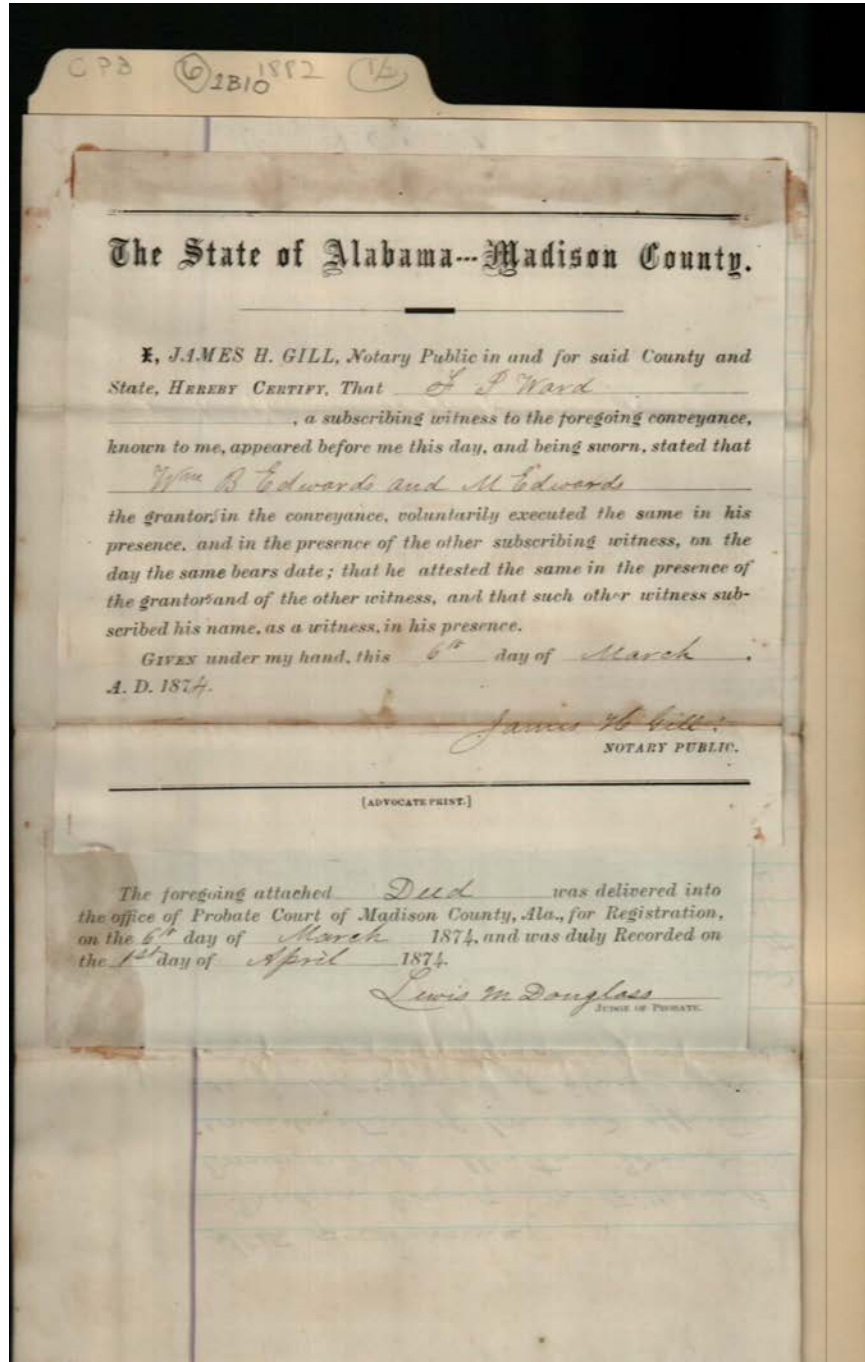 CPB 6 2B10 1882 1/2
The State of Alabama---Madison County.
I, JAMES H. GILL, Notary Public in and for said County and
State, HEREBY CERTIFY, That F P Ward
, a subscribing witness to the foregoing conveyance,
known to me, appeared before me this day, and being sworn, stated that
Wm B Edwards and M Edwards
the grantors in the conveyance, voluntarily executed the same in his
presence, and in the presence of the other subscribing witness, on the
day the same bears date; that he attested the same in the presence of
the grantors and of the other witness, and that such other witness sub-
scribed his name, as a witness, in his presence.
GIVEN under my hand, this 6th day of March .
A. D. 1874.
James H Gill
NOTARY PUBLIC.
[ADVOCATE PRINT.]
The foregoing attached Deed was delivered into
the office of Probate Court of Madison County, Ala., for Registration,
on the 6th day of March 1874, and was duly Recorded on
the 1st day of April 1874.
Lewis M Douglass
JUDGE OF PROBATE.